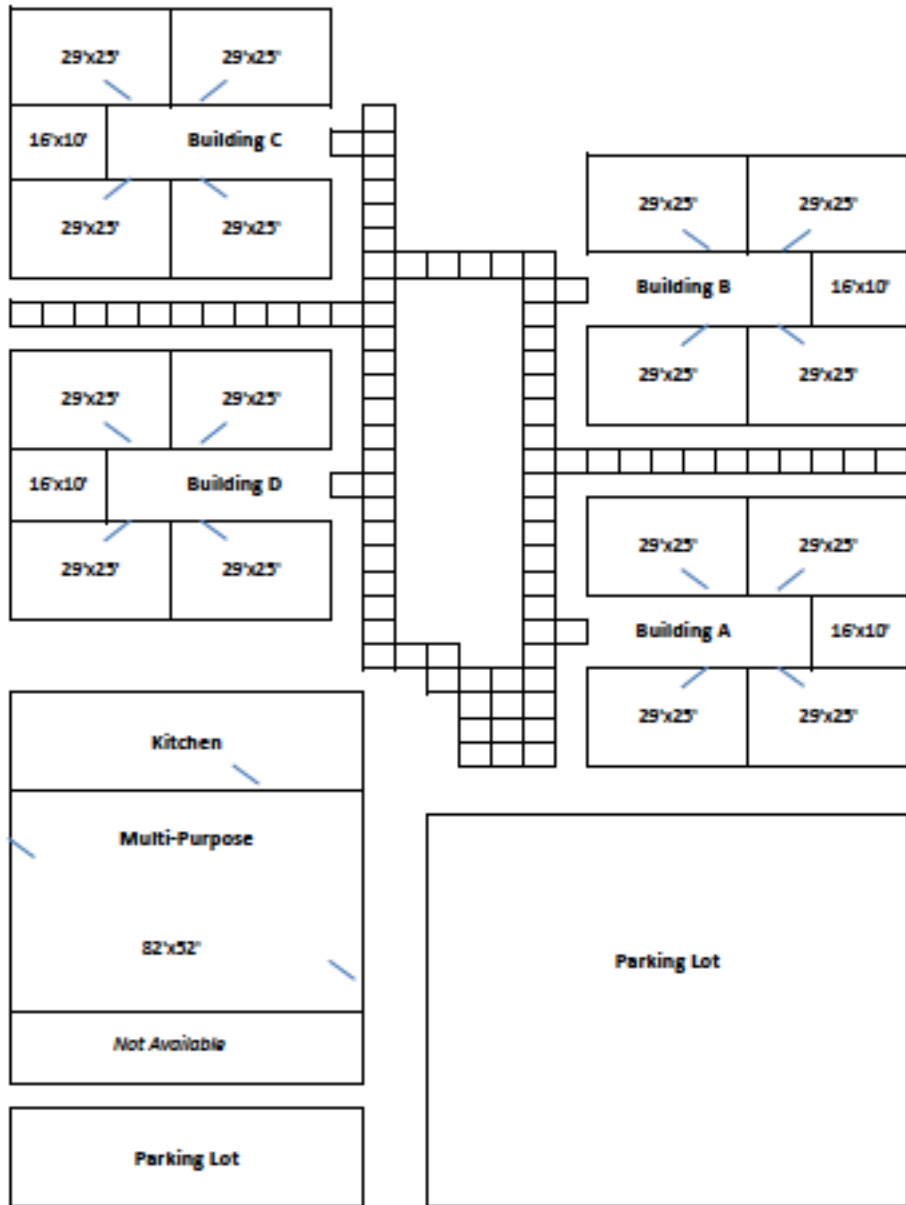 29'x25' 29'x25'
16'x10' Building C
29'x25' 29'x25'
29'x25' 29'x25'
Building B 16'x10'
29'x25' 29'x25'
29'x25' 29'x25'
16'x10' Building D
29'x25' 29'x25'
29'x25' 29'x25'
Building A 16'x10'
29'x25' 29'x25'
Kitchen
Multi-Purpose
82'x52'
Not Available
Parking Lot
Parking Lot